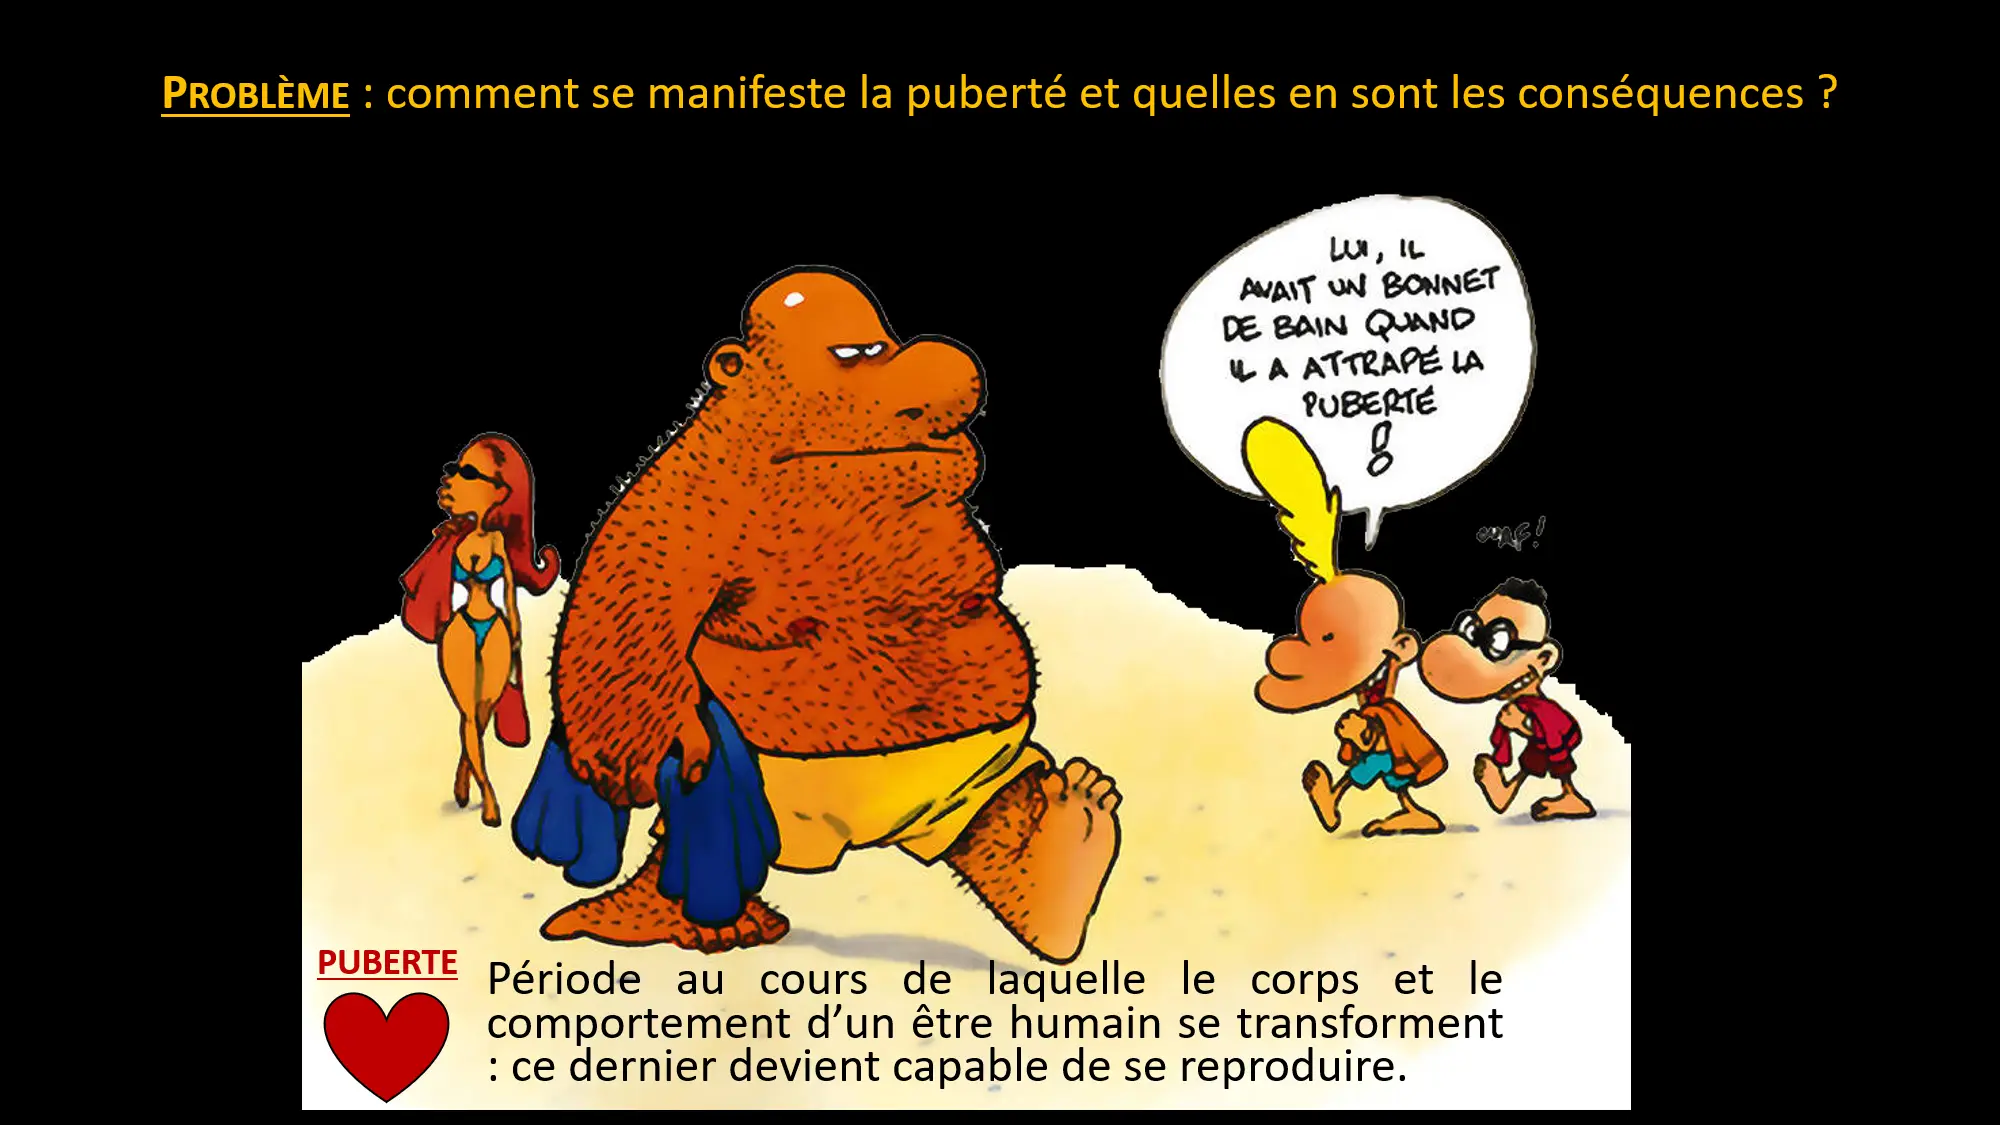 PROBLÈME : comment se manifeste la puberté et quelles en sont les conséquences ?
LUI, IL
AVAIT UN BONNET
DE BAIN QUAND
IL A ATTRAPÉ LA
PUBERTÉ
!
WAF!
PUBERTE
Période au cours de laquelle le corps et le
comportement d’un être humain se transforment
: ce dernier devient capable de se reproduire.